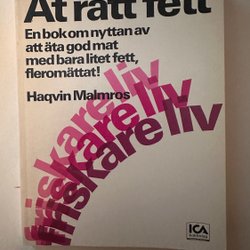 Ät rätt fett
En bok om nyttan av
att äta god mat
med bara litet fett,
fleromättat!
Haqvin Malmros
friskare liv
friskare liv
friskare liv
ICA